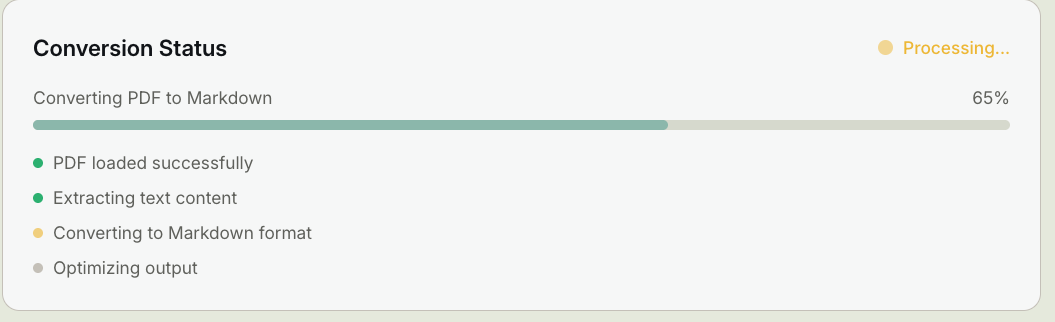 Conversion Status
Processing...
Converting PDF to Markdown
65%
PDF loaded successfully
Extracting text content
Converting to Markdown format
Optimizing output